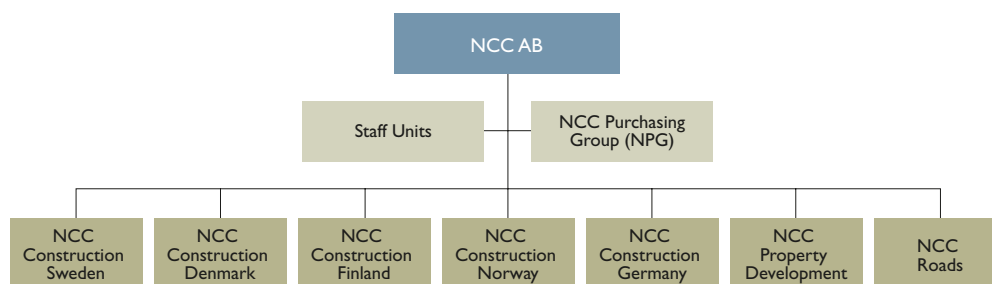 NCC AB
Staff Units
NCC Purchasing
Group (NPG)
NCC
Construction
Sweden
NCC
Construction
Denmark
NCC
Construction
Finland
NCC
Construction
Norway
NCC
Construction
Germany
NCC
Property
Development
NCC
Roads